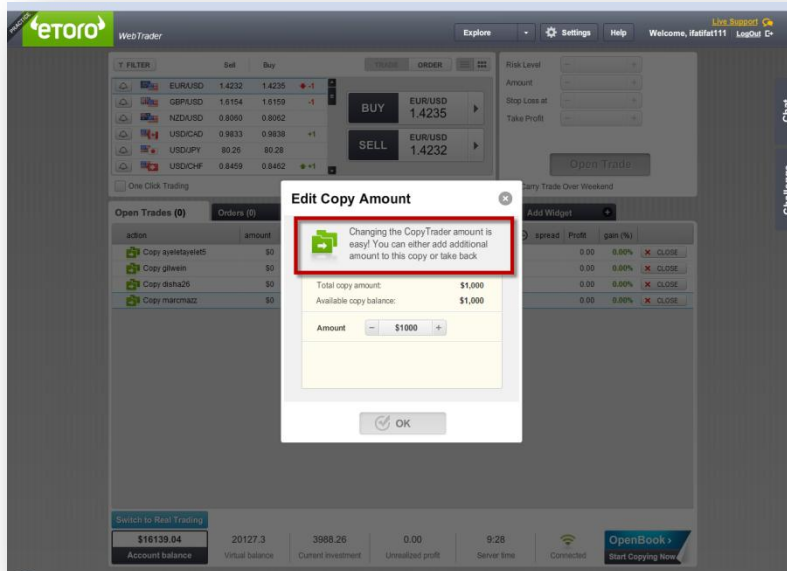 PRACTICE
eToro
WebTrader
Explore
Settings
Help
Live Support
Welcome, ifatifat111 LogOut
FILTER
Sell Buy
TRADE ORDER
EUR/USD 1.4232 1.4235 -1
GBP/USD 1.6154 1.6159 -1
NZD/USD 0.8060 0.8062
USD/CAD 0.9833 0.9838 +1
USD/JPY 80.26 80.28
USD/CHF 0.8459 0.8462 +1
BUY EUR/USD 1.4235
SELL EUR/USD 1.4232
Risk Level
Amount
Stop Loss at
Take Profit
Open Trade
One Click Trading
Carry Trade Over Weekend
Chat
Challenge
Open Trades (0) Orders (0) Add Widget
action amount spread Profit gain (%)
Copy ayeletayelet5 $0 0.00 0.00% CLOSE
Copy gilwein $0 0.00 0.00% CLOSE
Copy disha26 $0 0.00 0.00% CLOSE
Copy marcmazz $0 0.00 0.00% CLOSE
Edit Copy Amount
Changing the CopyTrader amount is
easy! You can either add additional
amount to this copy or take back
Total copy amount: $1,000
Available copy balance: $1,000
Amount - $1000 +
OK
Switch to Real Trading
$16139.04 20127.3 3988.26 0.00 9:28
Account balance Virtual balance Current investment Unrealized profit Server time Connected
OpenBook ›
Start Copying Now